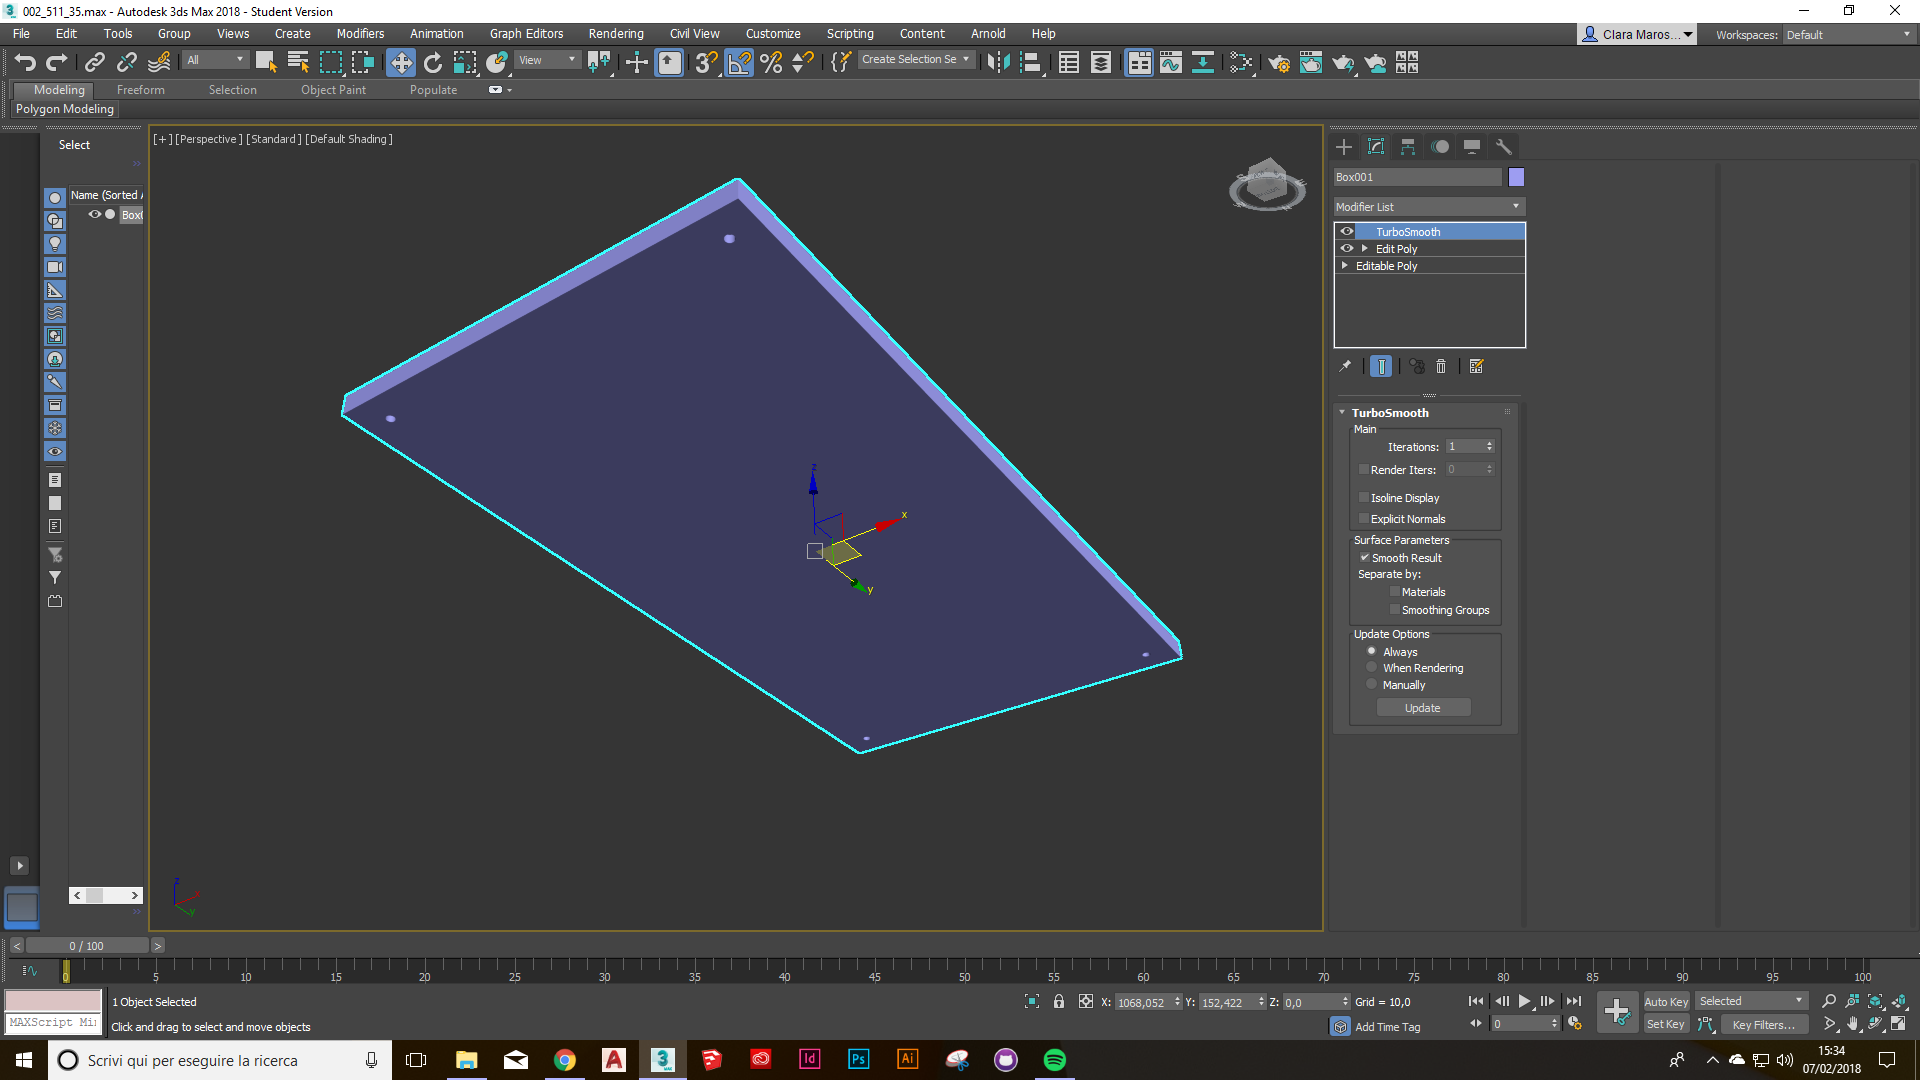 002_511_35.max - Autodesk 3ds Max 2018 - Student Version
File Edit Tools Group Views Create Modifiers Animation Graph Editors Rendering Civil View Customize Scripting Content Arnold Help
Clara Maros... Workspaces: Default
All View Create Selection Se
Modeling Freeform Selection Object Paint Populate
Polygon Modeling
Select
[+] [Perspective] [Standard] [Default Shading]
Name (Sorted A
Box0
Box001
Modifier List
TurboSmooth
Edit Poly
Editable Poly
TurboSmooth
Main
Iterations: 1
Render Iters: 0
Isoline Display
Explicit Normals
Surface Parameters
Smooth Result
Separate by:
Materials
Smoothing Groups
Update Options
Always
When Rendering
Manually
Update
z
x
y
z
x
y
0 / 100
0 5 10 15 20 25 30 35 40 45 50 55 60 65 70 75 80 85 90 95 100
1 Object Selected
X: 1068,052 Y: 152,422 Z: 0,0 Grid = 10,0
Auto Key Selected
MAXScript Mi
Click and drag to select and move objects
Add Time Tag
0
Set Key Key Filters...
Scrivi qui per eseguire la ricerca
15:34
07/02/2018